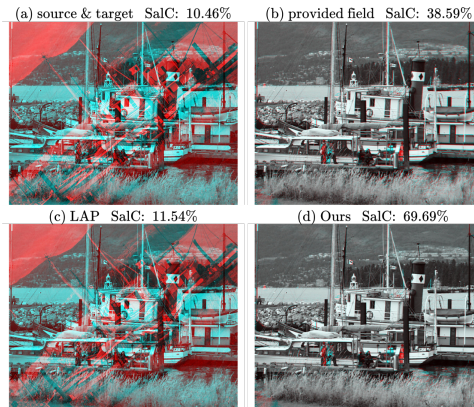 (a) source & target SalC: 10.46%
(b) provided field SalC: 38.59%
(c) LAP SalC: 11.54%
(d) Ours SalC: 69.69%